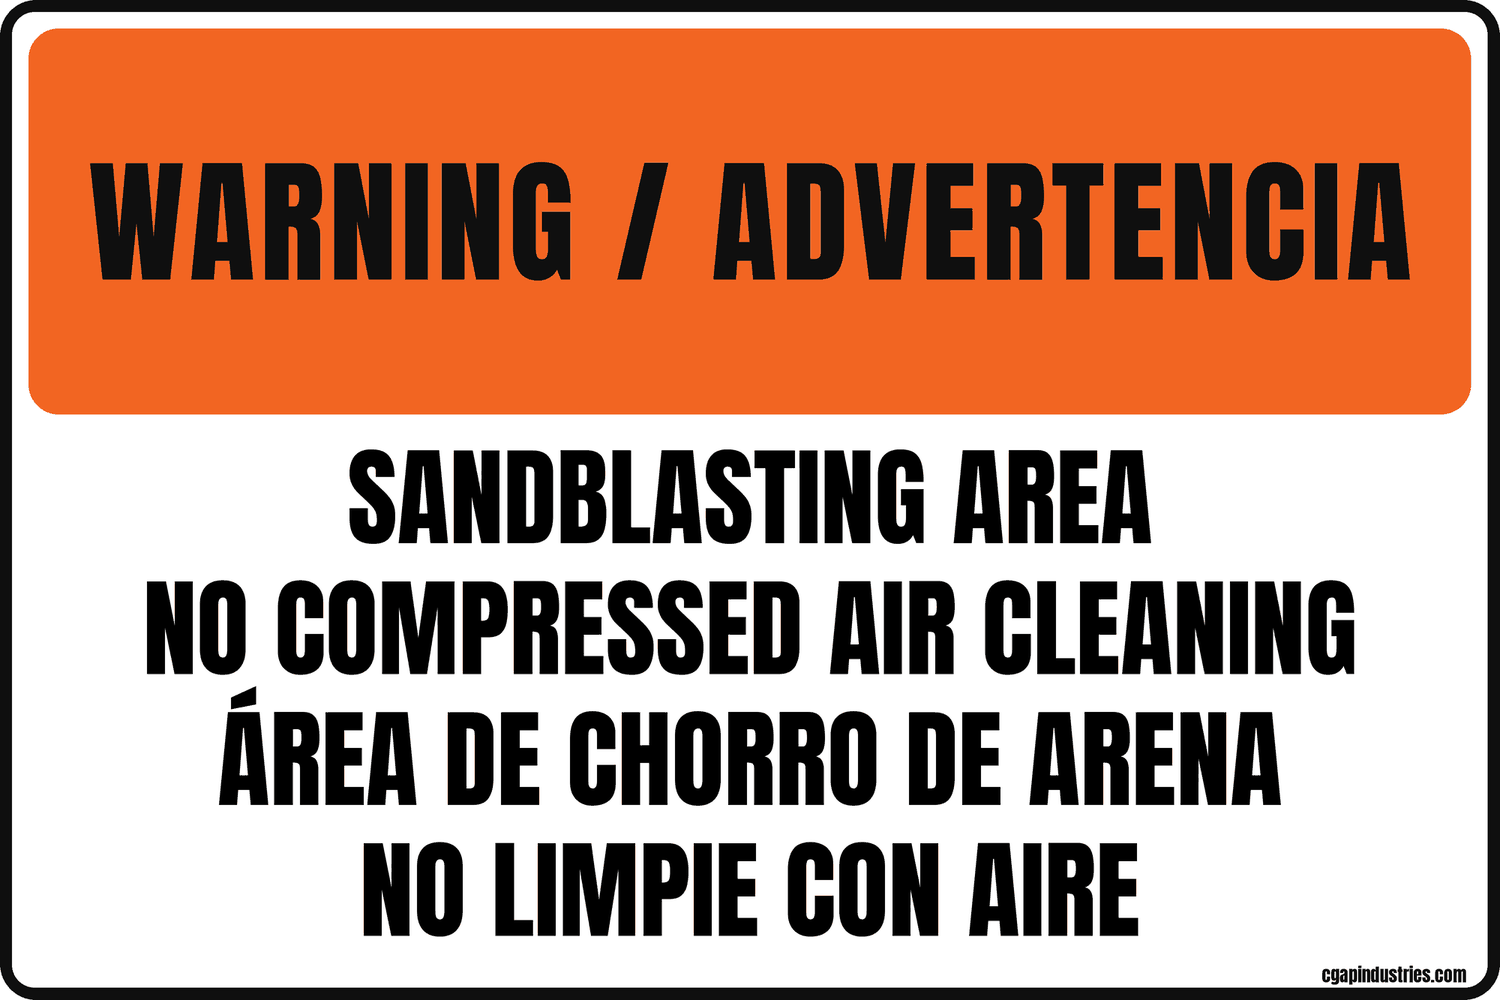 WARNING / ADVERTENCIA
SANDBLASTING AREA
NO COMPRESSED AIR CLEANING
ÁREA DE CHORRO DE ARENA
NO LIMPIE CON AIRE
cgapindustries.com